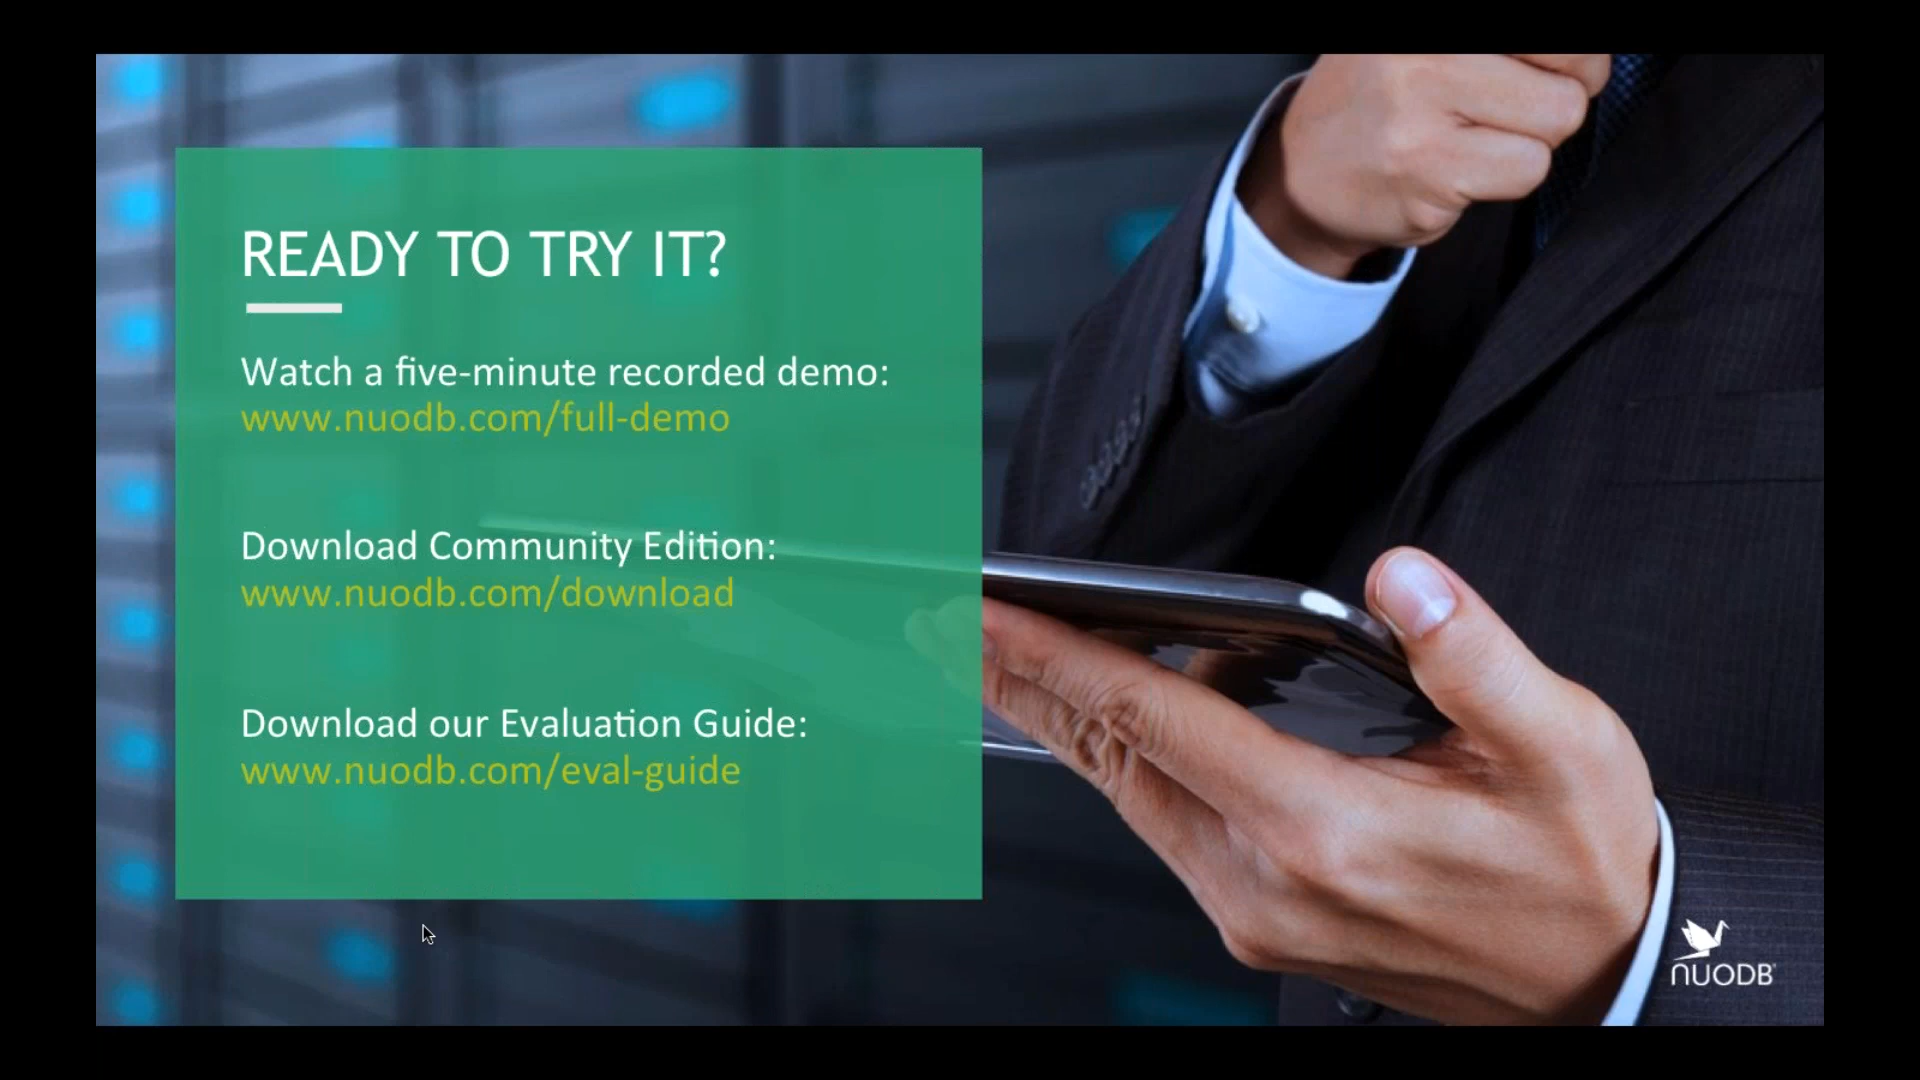 READY TO TRY IT?
Watch a five-minute recorded demo:
www.nuodb.com/full-demo
Download Community Edition:
www.nuodb.com/download
Download our Evaluation Guide:
www.nuodb.com/eval-guide
NUODB